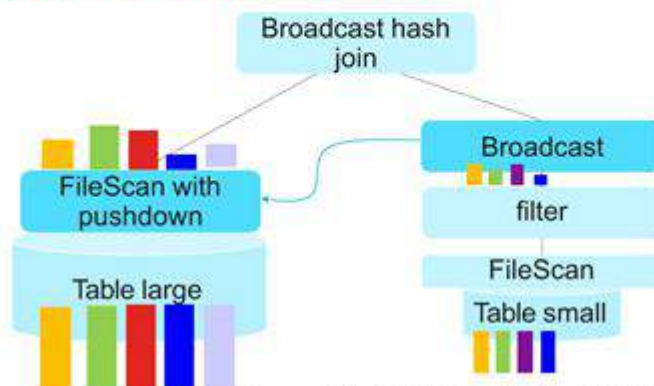 Broadcast hash
join
FileScan with
pushdown
Table large
Broadcast
filter
FileScan
Table small